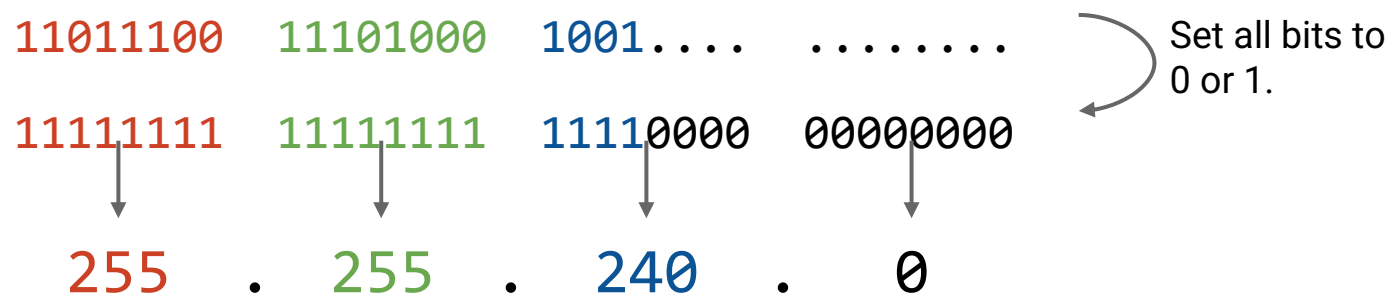 11011100 11101000 1001.... ........
Set all bits to
0 or 1.
11111111 11111111 11110000 00000000
255 . 255 . 240 . 0